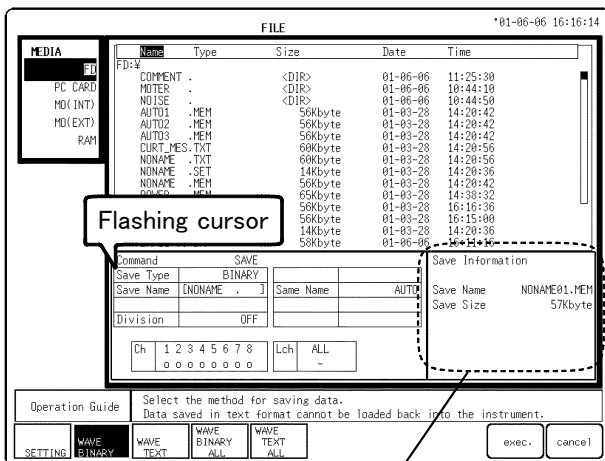 FILE '01-06-06 16:16:14
MEDIA
FD
PC CARD
MO(INT)
MO(EXT)
RAM
Name Type Size Date Time
FD:¥
COMMENT . <DIR> 01-06-06 11:25:30
MOTER . <DIR> 01-06-06 10:44:10
NOISE . <DIR> 01-06-06 10:44:50
AUTO1 .MEM 56Kbyte 01-03-28 14:20:42
AUTO2 .MEM 56Kbyte 01-03-28 14:20:42
AUTO3 .MEM 56Kbyte 01-03-28 14:20:42
CURT_MES.TXT 60Kbyte 01-03-28 14:20:56
NONAME .TXT 60Kbyte 01-03-28 14:20:56
NONAME .SET 14Kbyte 01-03-28 14:20:36
NONAME .MEM 56Kbyte 01-03-28 14:20:42
.MEM 65Kbyte 01-03-28 14:38:32
56Kbyte 01-03-28 16:16:36
56Kbyte 01-03-28 16:15:00
14Kbyte 01-03-28 14:20:36
58Kbyte 01-06-06 16:11:16
Flashing cursor
Command SAVE
Save Type BINARY
Save Name [NONAME . ] Same Name AUTO
Division OFF
Ch 1 2 3 4 5 6 7 8 Lch ALL
o o o o o o o o -
Save Information
Save Name NONAME01.MEM
Save Size 57Kbyte
Operation Guide
Select the method for saving data.
Data saved in text format cannot be loaded back into the instrument.
SETTING
WAVE BINARY
WAVE TEXT
WAVE BINARY ALL
WAVE TEXT ALL
exec.
cancel